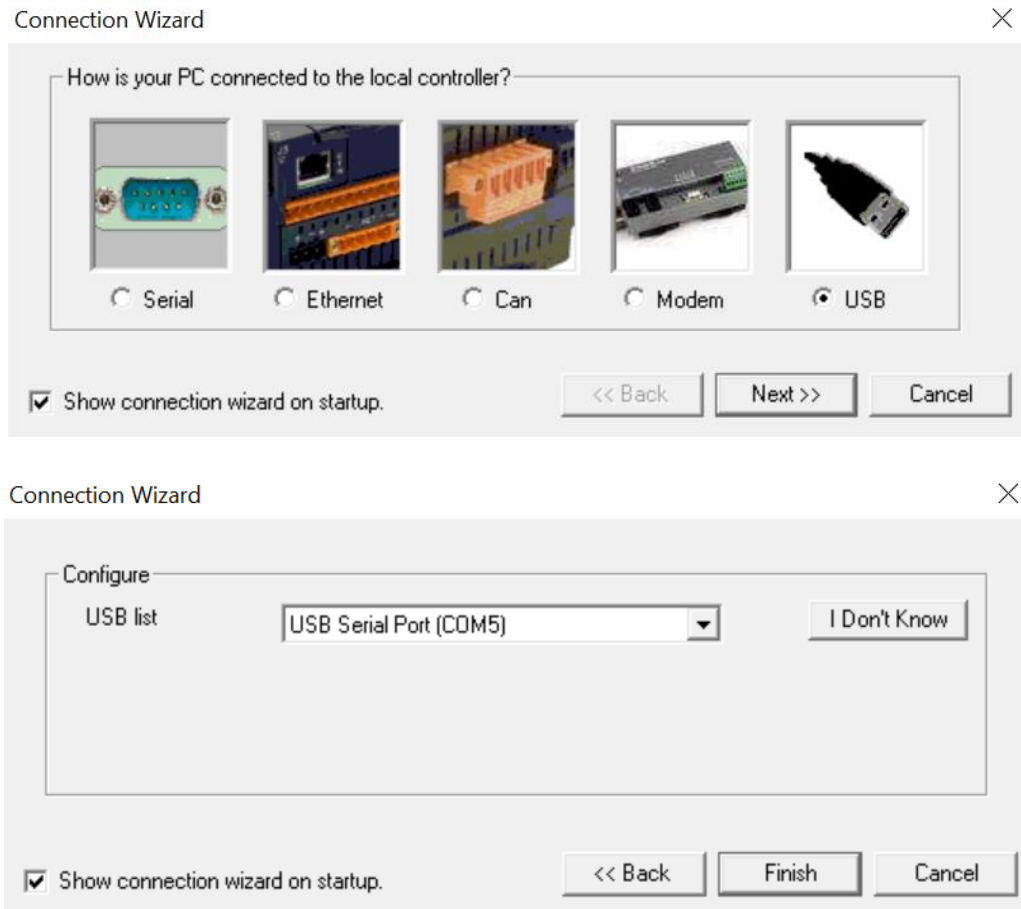 Connection Wizard
How is your PC connected to the local controller?
Serial Ethernet Can Modem USB
Show connection wizard on startup. << Back Next >> Cancel
Connection Wizard
Configure
USB list USB Serial Port (COM5) I Don't Know
Show connection wizard on startup. << Back Finish Cancel